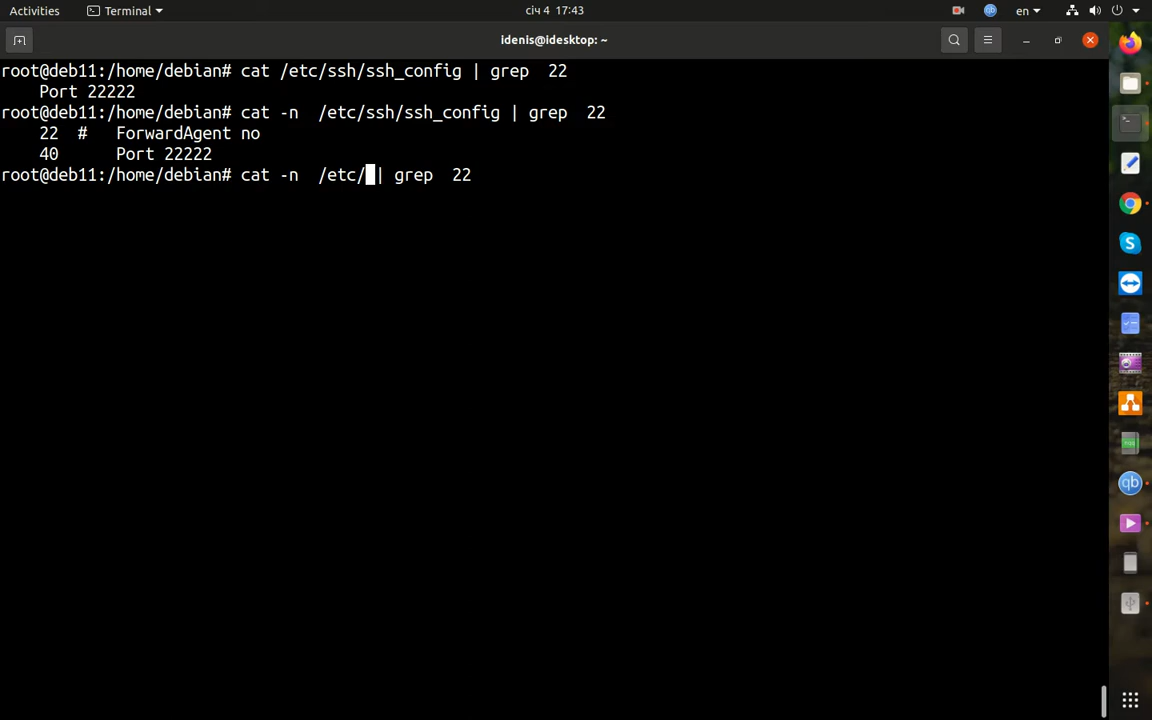 Activities Terminal січ 4 17:43 en
idenis@idesktop: ~
root@deb11:/home/debian# cat /etc/ssh/ssh_config | grep  22
    Port 22222
root@deb11:/home/debian# cat -n  /etc/ssh/ssh_config | grep  22
    22  #   ForwardAgent no
    40      Port 22222
root@deb11:/home/debian# cat -n  /etc/ | grep  22